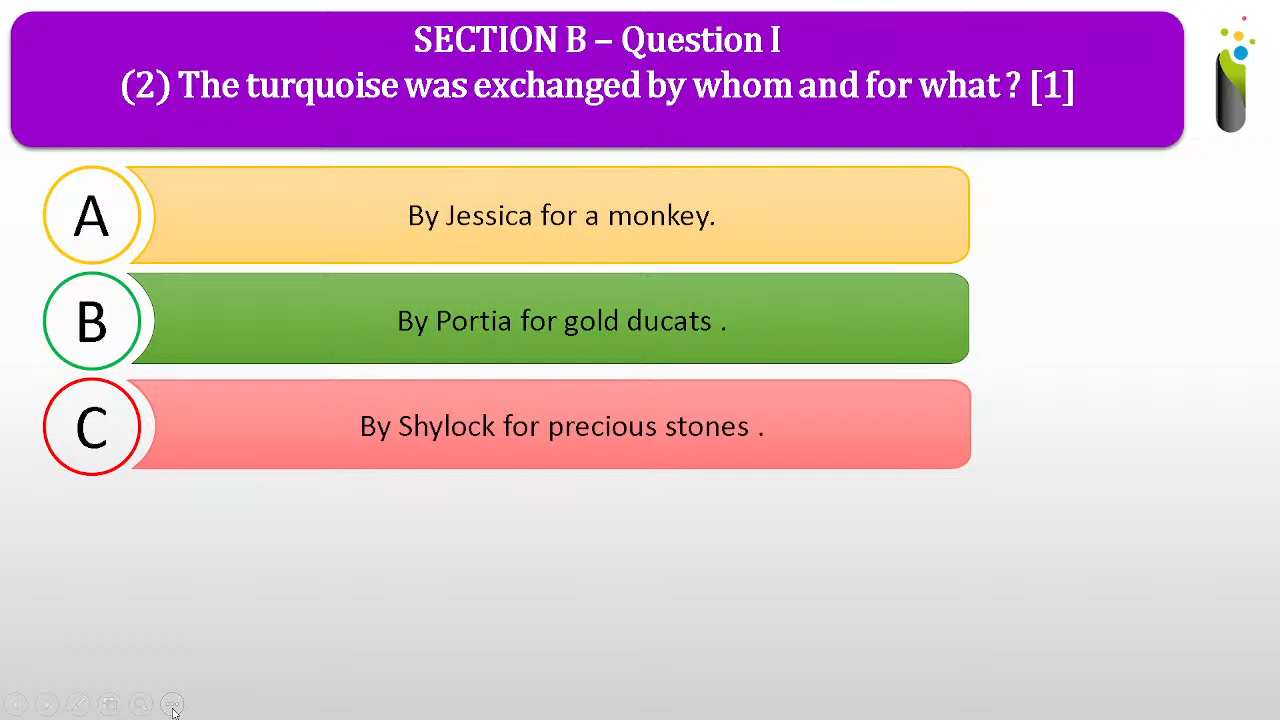 SECTION B – Question I
(2) The turquoise was exchanged by whom and for what ? [1]
A
By Jessica for a monkey.
B
By Portia for gold ducats .
C
By Shylock for precious stones .